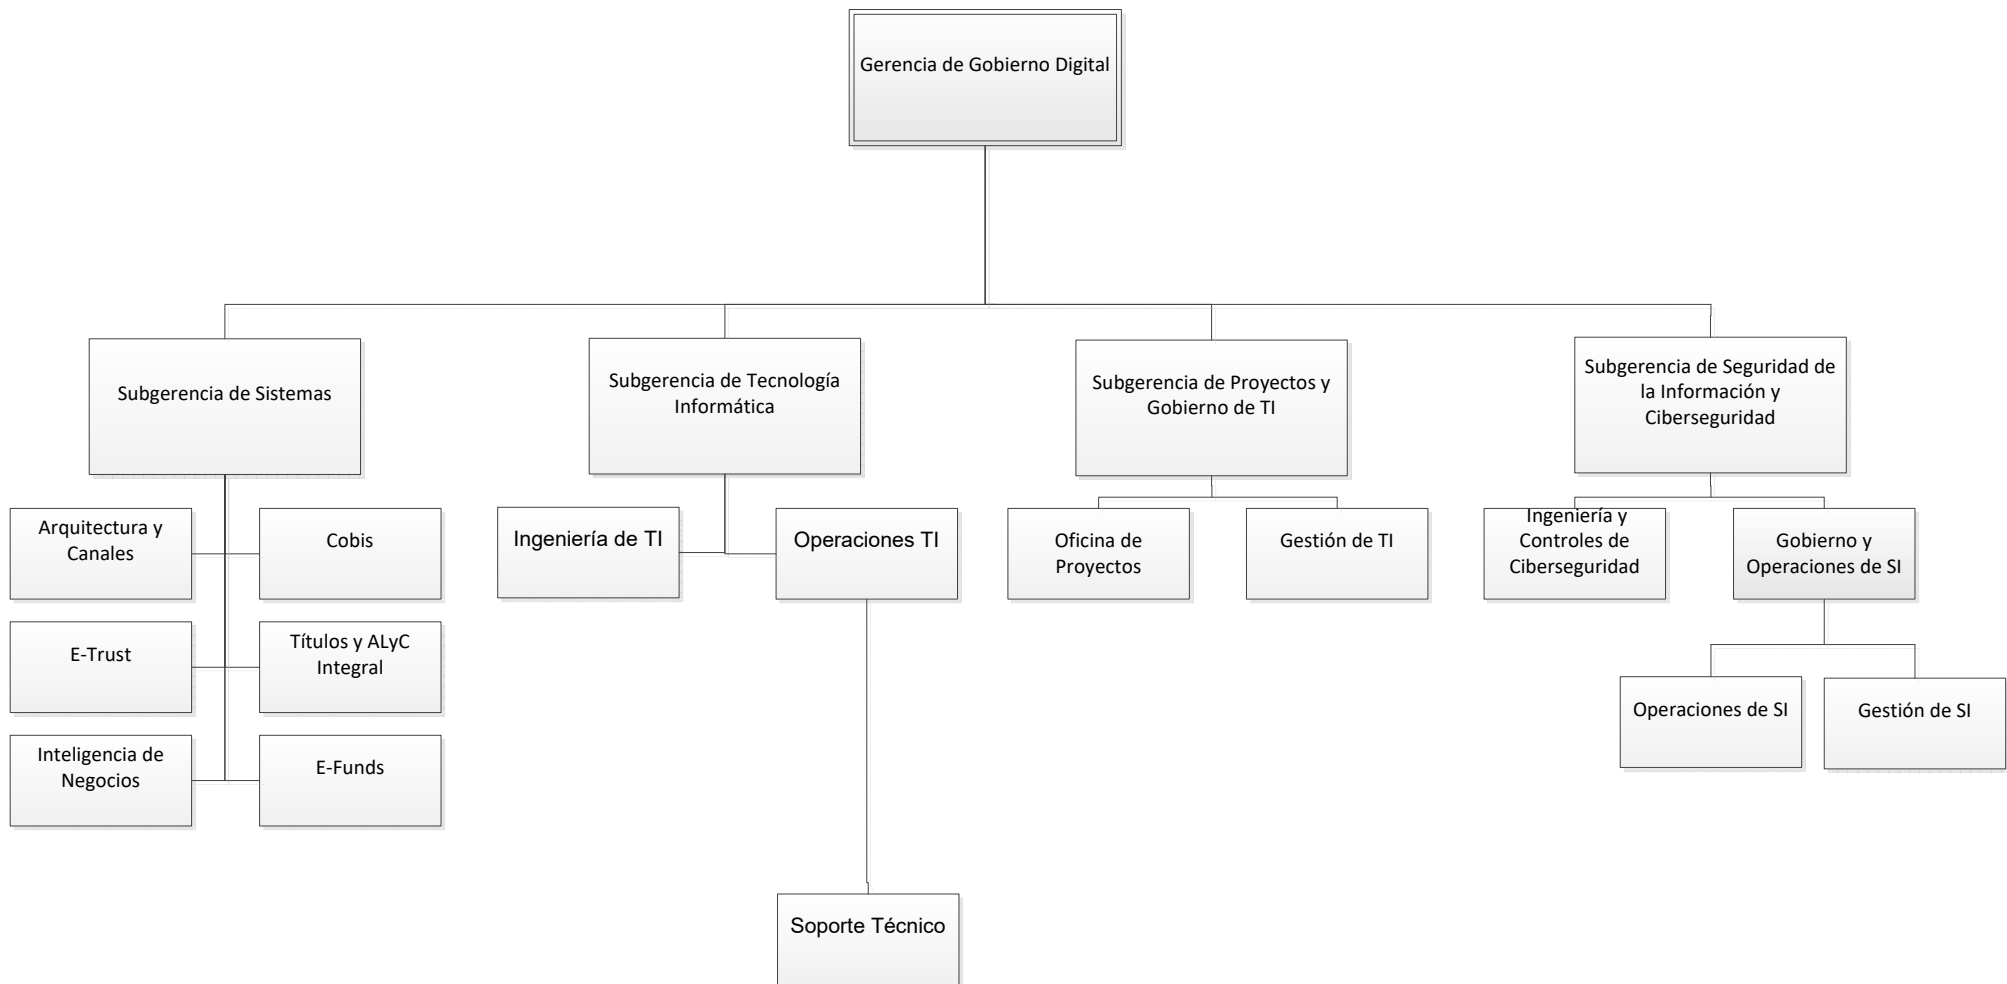 Gerencia de Gobierno Digital
Subgerencia de Sistemas
Subgerencia de Tecnología
Informática
Subgerencia de Proyectos y
Gobierno de TI
Subgerencia de Seguridad de
la Información y
Ciberseguridad
Arquitectura y
Canales
Cobis
Ingeniería de TI
Operaciones TI
Oficina de
Proyectos
Gestión de TI
Ingeniería y
Controles de
Ciberseguridad
Gobierno y
Operaciones de SI
E-Trust
Títulos y ALyC
Integral
Operaciones de SI
Gestión de SI
Inteligencia de
Negocios
E-Funds
Soporte Técnico